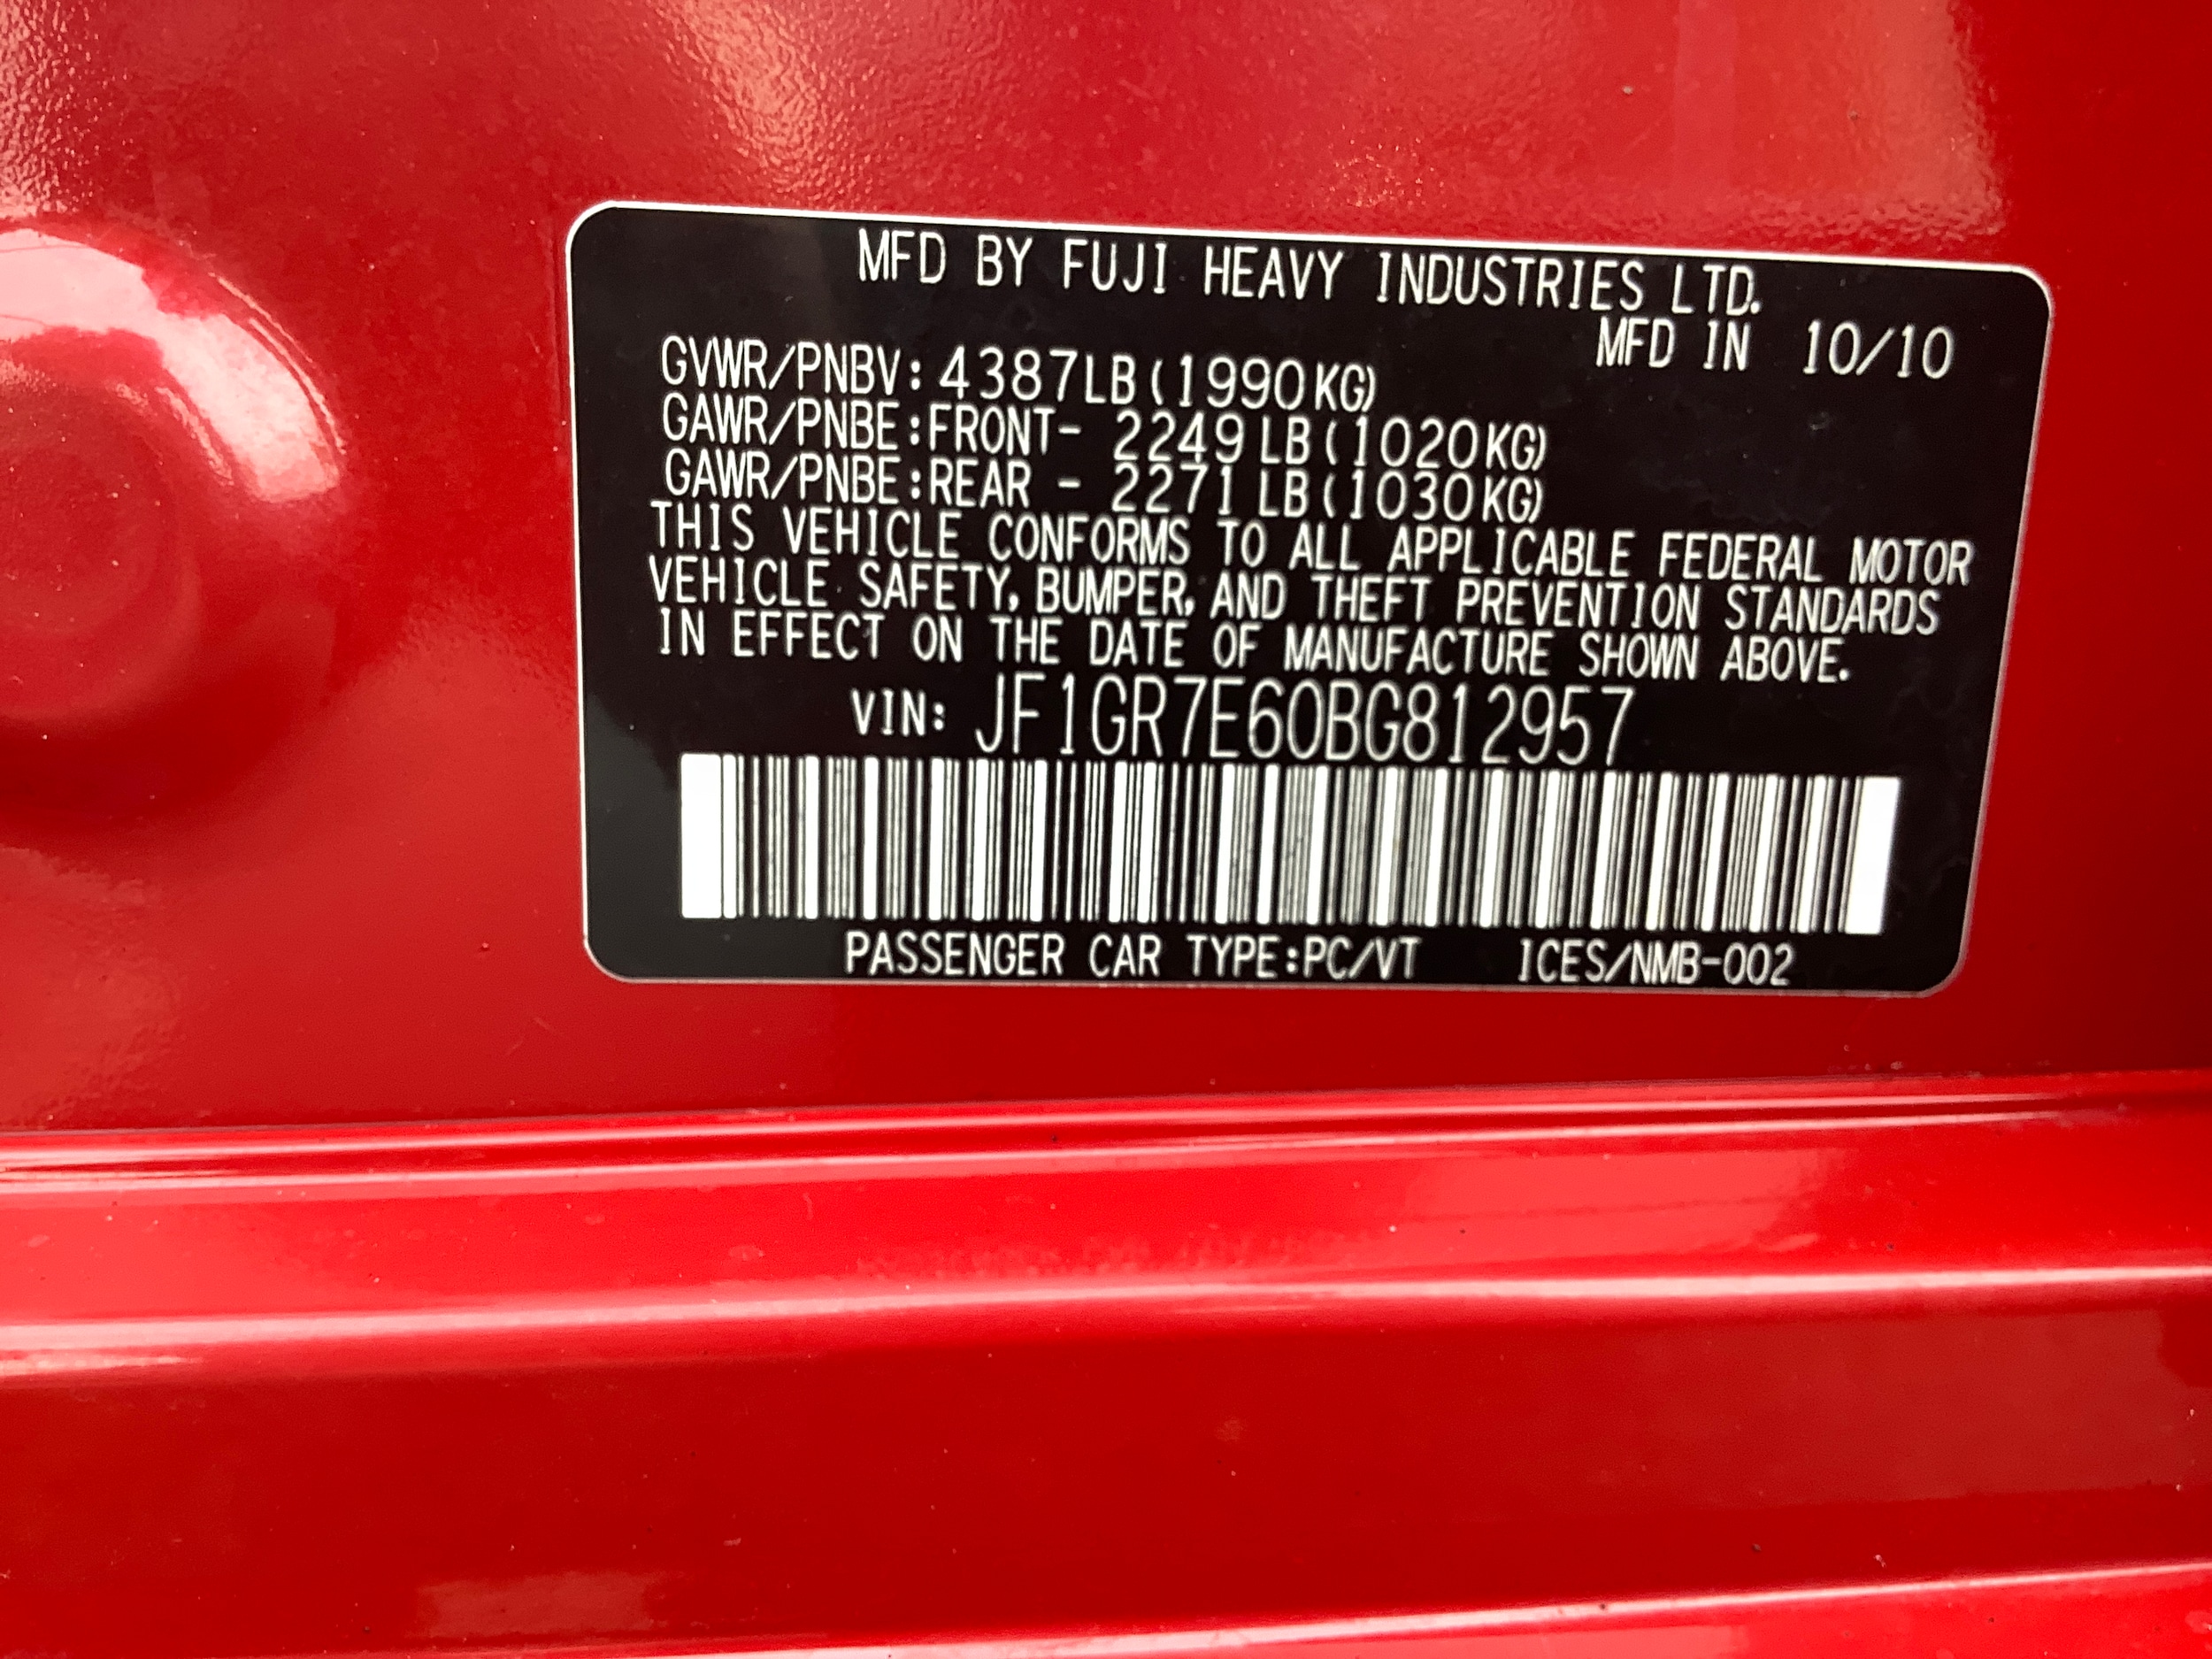 MFD BY FUJI HEAVY INDUSTRIES LTD.
MFD IN 10/10
GVWR/PNBV: 4387LB(1990KG)
GAWR/PNBE:FRONT- 2249LB(1020KG)
GAWR/PNBE:REAR - 2271LB(1030KG)
THIS VEHICLE CONFORMS TO ALL APPLICABLE FEDERAL MOTOR
VEHICLE SAFETY, BUMPER, AND THEFT PREVENTION STANDARDS
IN EFFECT ON THE DATE OF MANUFACTURE SHOWN ABOVE.
VIN: JF1GR7E60BG812957
PASSENGER CAR TYPE:PC/VT ICES/NMB-002